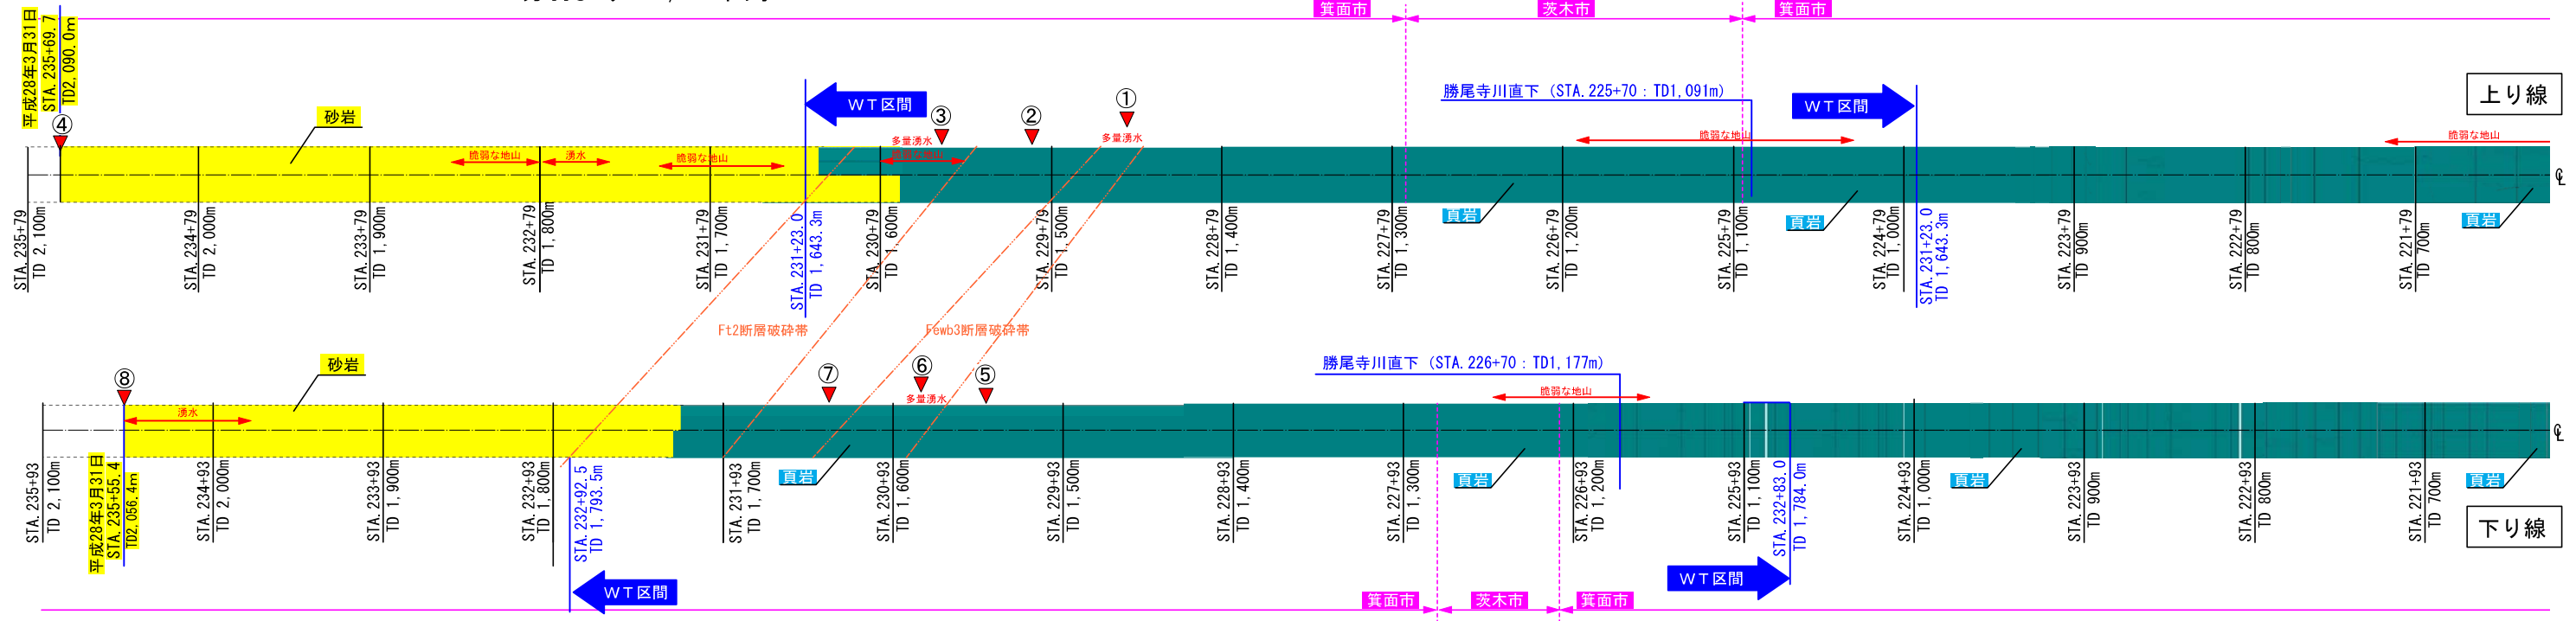 箕面市
茨木市
箕面市
平成28年3月31日
STA.235+69.7
TD2,090.0m
④
砂岩
脆弱な地山
湧水
脆弱な地山
WT区間
多量湧水
③
脆弱な地山
②
①
多量湧水
勝尾寺川直下（STA.225+70：TD1,091m）
脆弱な地山
WT区間
脆弱な地山
上り線
℄
STA.235+79
TD 2,100m
STA.234+79
TD 2,000m
STA.233+79
TD 1,900m
STA.232+79
TD 1,800m
STA.231+79
TD 1,700m
STA.231+23.0
TD 1,643.3m
STA.230+79
TD 1,600m
STA.229+79
TD 1,500m
STA.228+79
TD 1,400m
STA.227+79
TD 1,300m
頁岩
STA.226+79
TD 1,200m
STA.225+79
TD 1,100m
頁岩
STA.224+79
TD 1,000m
STA.231+23.0
TD 1,643.3m
STA.223+79
TD 900m
STA.222+79
TD 800m
STA.221+79
TD 700m
頁岩
Ft2断層破砕帯
Fewb3断層破砕帯
⑧
湧水
砂岩
⑦
⑥
多量湧水
⑤
勝尾寺川直下（STA.226+70：TD1,177m）
脆弱な地山
℄
STA.235+93
TD 2,100m
平成28年3月31日
STA.235+55.4
TD2,056.4m
STA.234+93
TD 2,000m
STA.233+93
TD 1,900m
STA.232+93
TD 1,800m
STA.232+92.5
TD 1,793.5m
STA.231+93
TD 1,700m
頁岩
STA.230+93
TD 1,600m
STA.229+93
TD 1,500m
STA.228+93
TD 1,400m
STA.227+93
TD 1,300m
頁岩
STA.226+93
TD 1,200m
STA.225+93
TD 1,100m
STA.232+83.0
TD 1,784.0m
STA.224+93
TD 1,000m
頁岩
STA.223+93
TD 900m
STA.222+93
TD 800m
STA.221+93
TD 700m
頁岩
下り線
WT区間
WT区間
箕面市
茨木市
箕面市